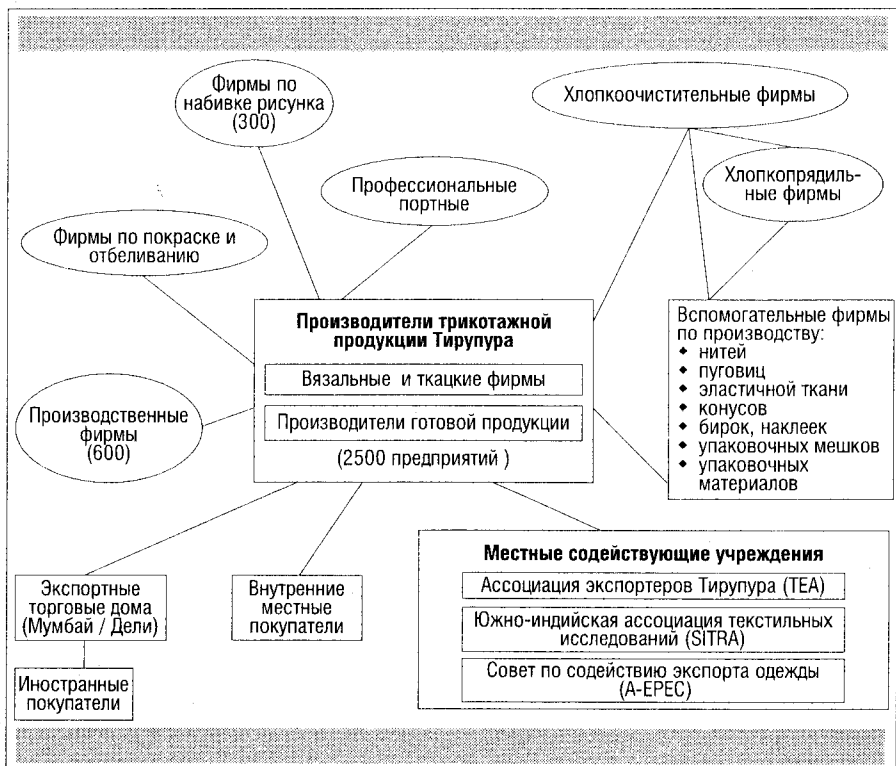 Фирмы по
набивке рисунка
(300)
Хлопкоочистительные фирмы
Профессиональные
портные
Хлопкопрядиль-
ные фирмы
Фирмы по покраске и
отбеливанию
Производители трикотажной
продукции Тирупура
Вязальные и ткацкие фирмы
Производители готовой продукции
(2500 предприятий )
Вспомогательные фирмы
по производству:
◆ нитей
◆ пуговиц
◆ эластичной ткани
◆ конусов
◆ бирок, наклеек
◆ упаковочных мешков
◆ упаковочных
материалов
Производственные
фирмы
(600)
Местные содействующие учреждения
Ассоциация экспортеров Тирупура (TEA)
Южно-индийская ассоциация текстильных
исследований (SITRA)
Совет по содействию экспорта одежды
(A-EPEC)
Экспортные
торговые дома
(Мумбай / Дели)
Внутренние
местные
покупатели
Иностранные
покупатели